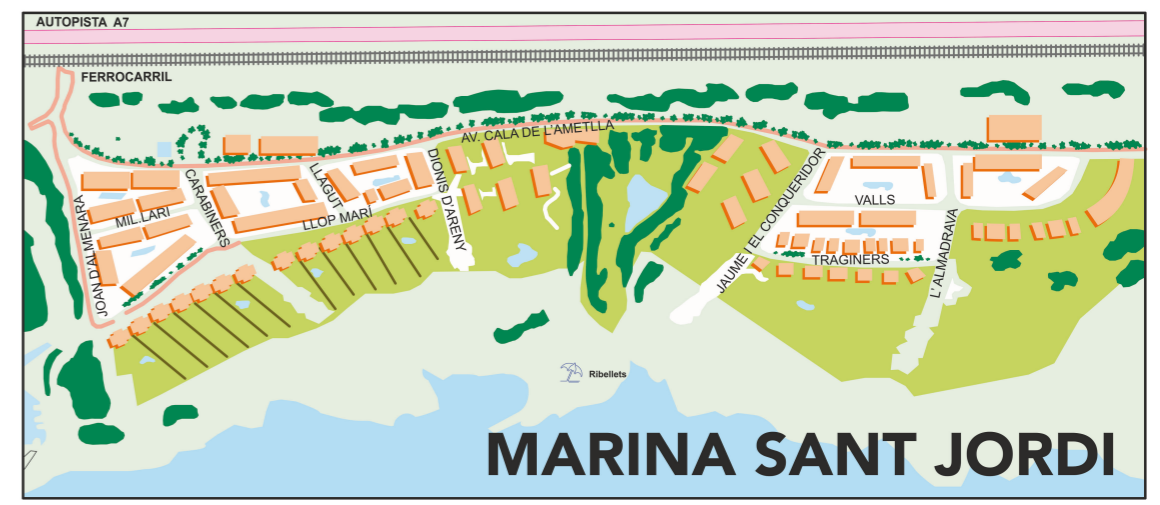 AUTOPISTA A7
FERROCARRIL
AV. CALA DE L'AMETLLA
JOAN D'ALMENARA
MIL.LARI
CARABINERS
LLAGUT
LLOP MARÍ
DIONIS D'ARENY
JAUME I EL CONQUERIDOR
VALLS
TRAGINERS
L'ALMADRAVA
Ribellets
MARINA SANT JORDI